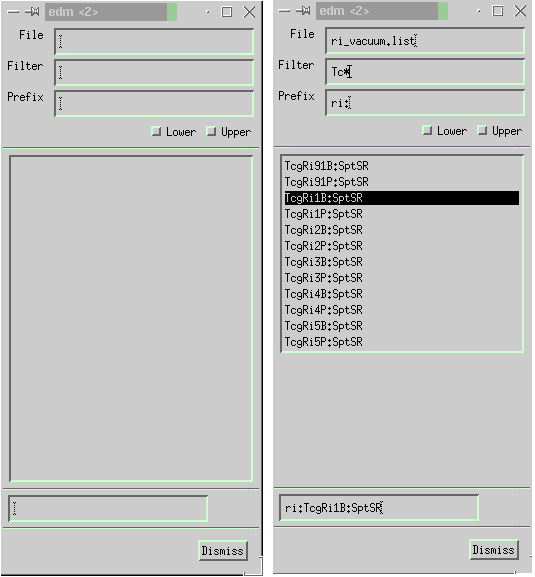 edm <2>
File
Filter
Prefix
Lower Upper
Dismiss
edm <2>
File ri_vacuum.list
Filter Tc*
Prefix ri:
Lower Upper
TcgRi91B:SptSR
TcgRi91P:SptSR
TcgRi1B:SptSR
TcgRi1P:SptSR
TcgRi2B:SptSR
TcgRi2P:SptSR
TcgRi3B:SptSR
TcgRi3P:SptSR
TcgRi4B:SptSR
TcgRi4P:SptSR
TcgRi5B:SptSR
TcgRi5P:SptSR
ri:TcgRi1B:SptSR
Dismiss